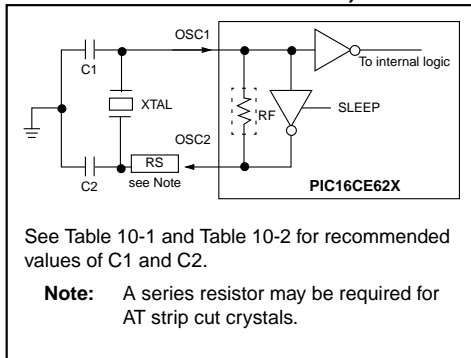 OSC1
C1
To internal logic
XTAL
RF
SLEEP
OSC2
RS
C2
see Note
PIC16CE62X
See Table 10-1 and Table 10-2 for recommended
values of C1 and C2.
Note: A series resistor may be required for
AT strip cut crystals.